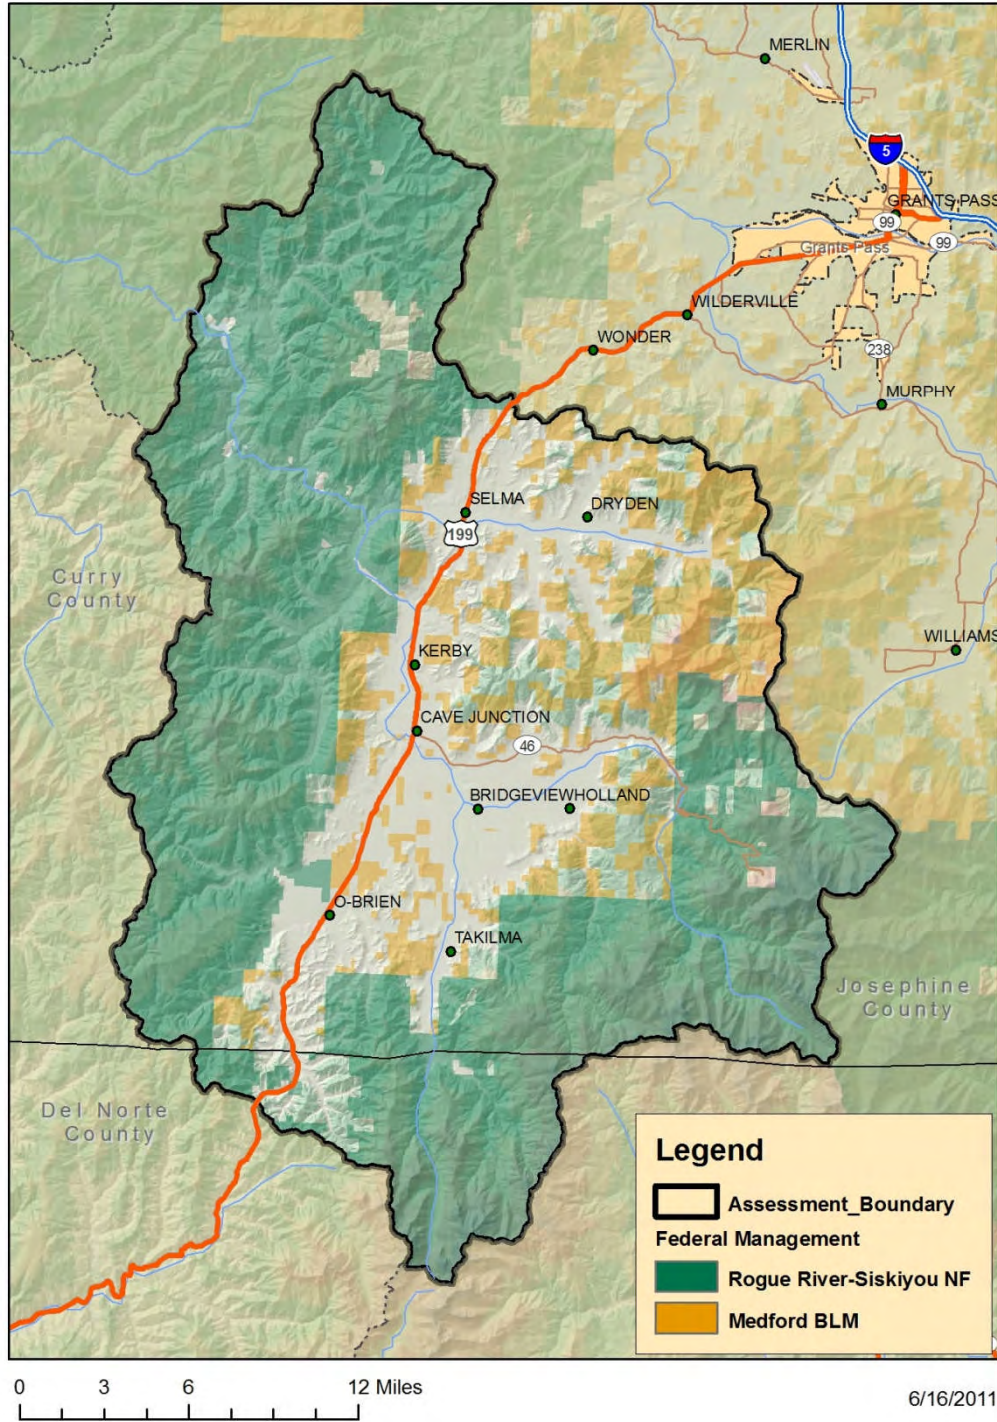 MERLIN
5
GRANTS PASS
99
Grants Pass
99
WILDERVILLE
WONDER
238
MURPHY
SELMA
DRYDEN
199
Curry
County
WILLIAMS
KERBY
CAVE JUNCTION
46
BRIDGEVIEW
HOLLAND
O-BRIEN
TAKILMA
Josephine
County
Del Norte
County
Legend
Assessment_Boundary
Federal Management
Rogue River-Siskiyou NF
Medford BLM
0 3 6 12 Miles
6/16/2011